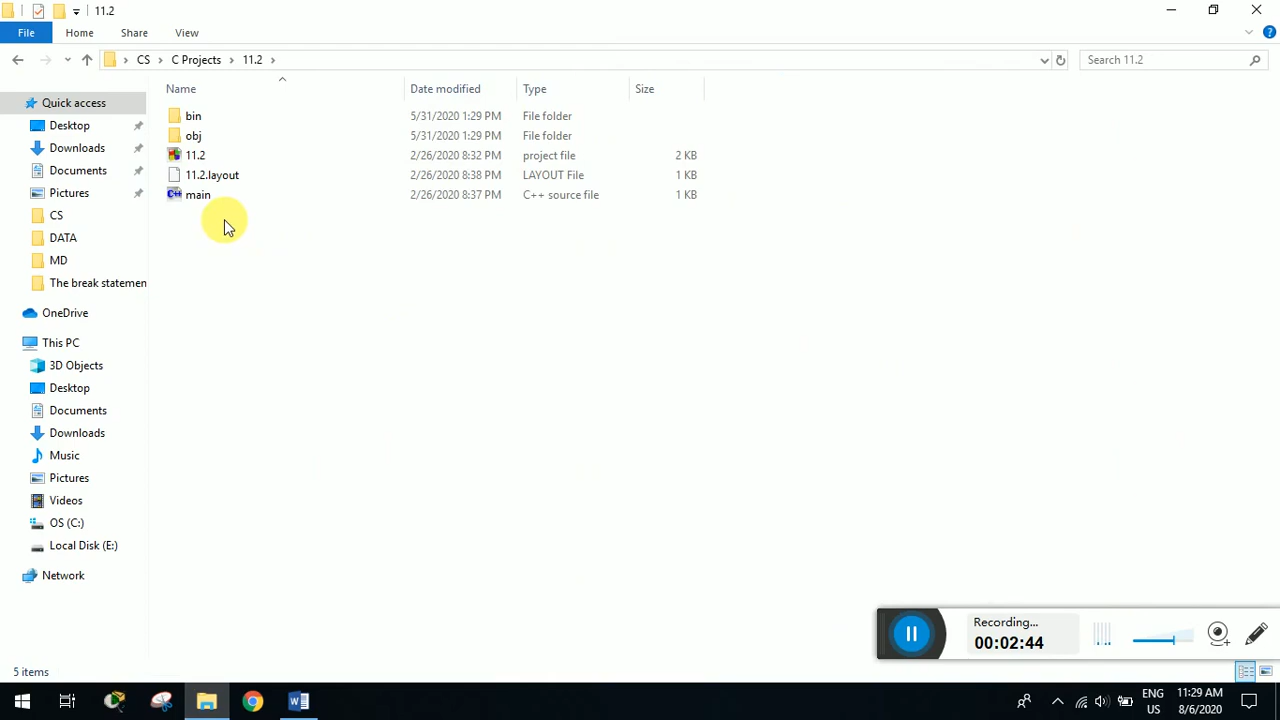 11.2
File Home Share View
CS C Projects 11.2 Search 11.2
Name Date modified Type Size
Quick access
Desktop
Downloads
Documents
Pictures
CS
DATA
MD
The break statemen
OneDrive
This PC
3D Objects
Desktop
Documents
Downloads
Music
Pictures
Videos
OS (C:)
Local Disk (E:)
Network
bin 5/31/2020 1:29 PM File folder
obj 5/31/2020 1:29 PM File folder
11.2 2/26/2020 8:32 PM project file 2 KB
11.2.layout 2/26/2020 8:38 PM LAYOUT File 1 KB
main 2/26/2020 8:37 PM C++ source file 1 KB
Recording...
00:02:44
5 items
ENG
US
11:29 AM
8/6/2020